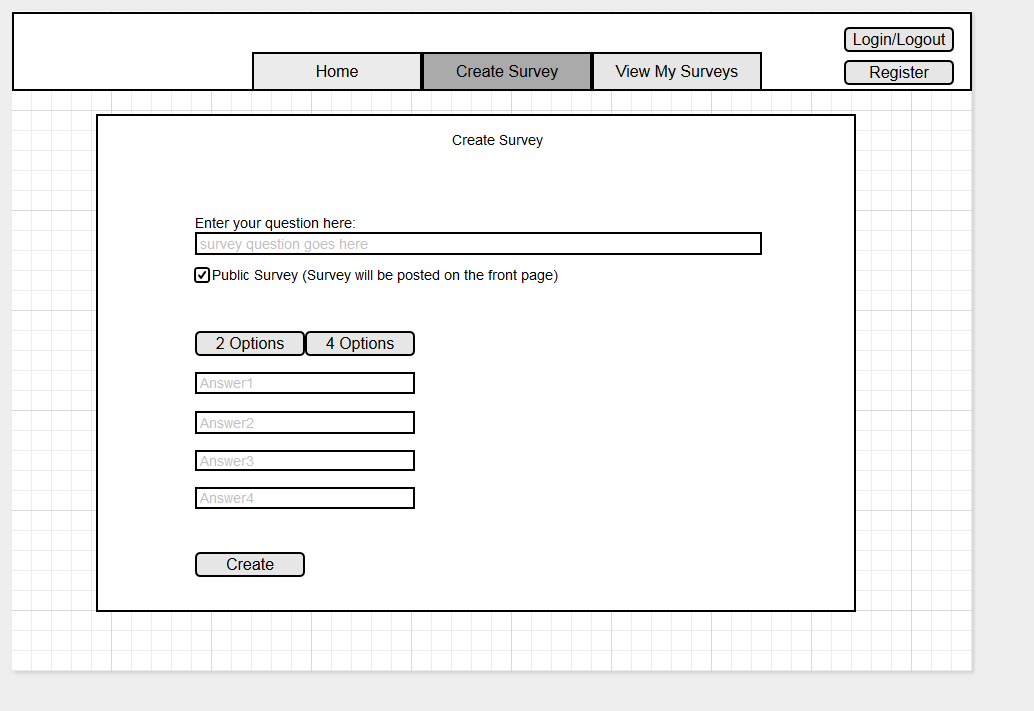 Login/Logout
Home
Create Survey
View My Surveys
Register
Create Survey
Enter your question here:
survey question goes here
Public Survey (Survey will be posted on the front page)
2 Options
4 Options
Answer1
Answer2
Answer3
Answer4
Create